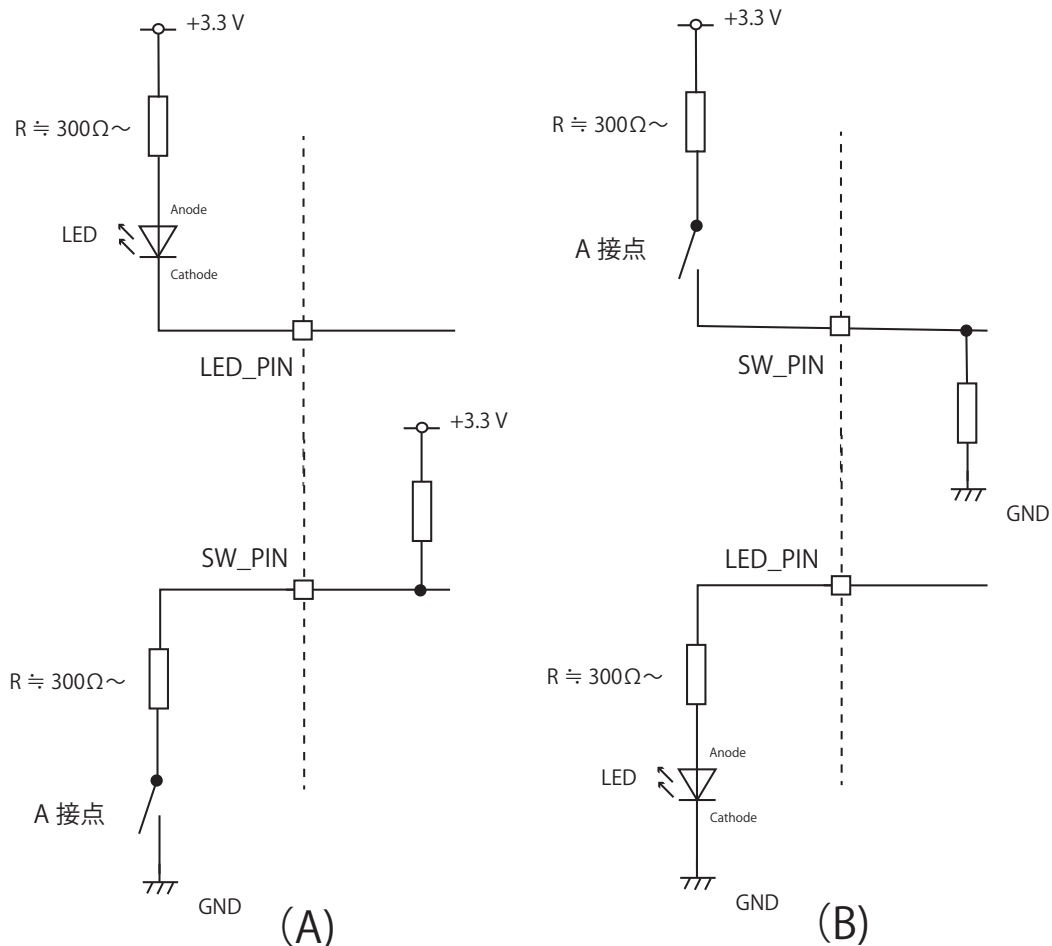 +3.3 V
R ≒ 300Ω～
Anode
LED
Cathode
LED_PIN
+3.3 V
SW_PIN
R ≒ 300Ω～
A 接点
GND
(A)
+3.3 V
R ≒ 300Ω～
A 接点
SW_PIN
GND
LED_PIN
R ≒ 300Ω～
Anode
LED
Cathode
GND
(B)